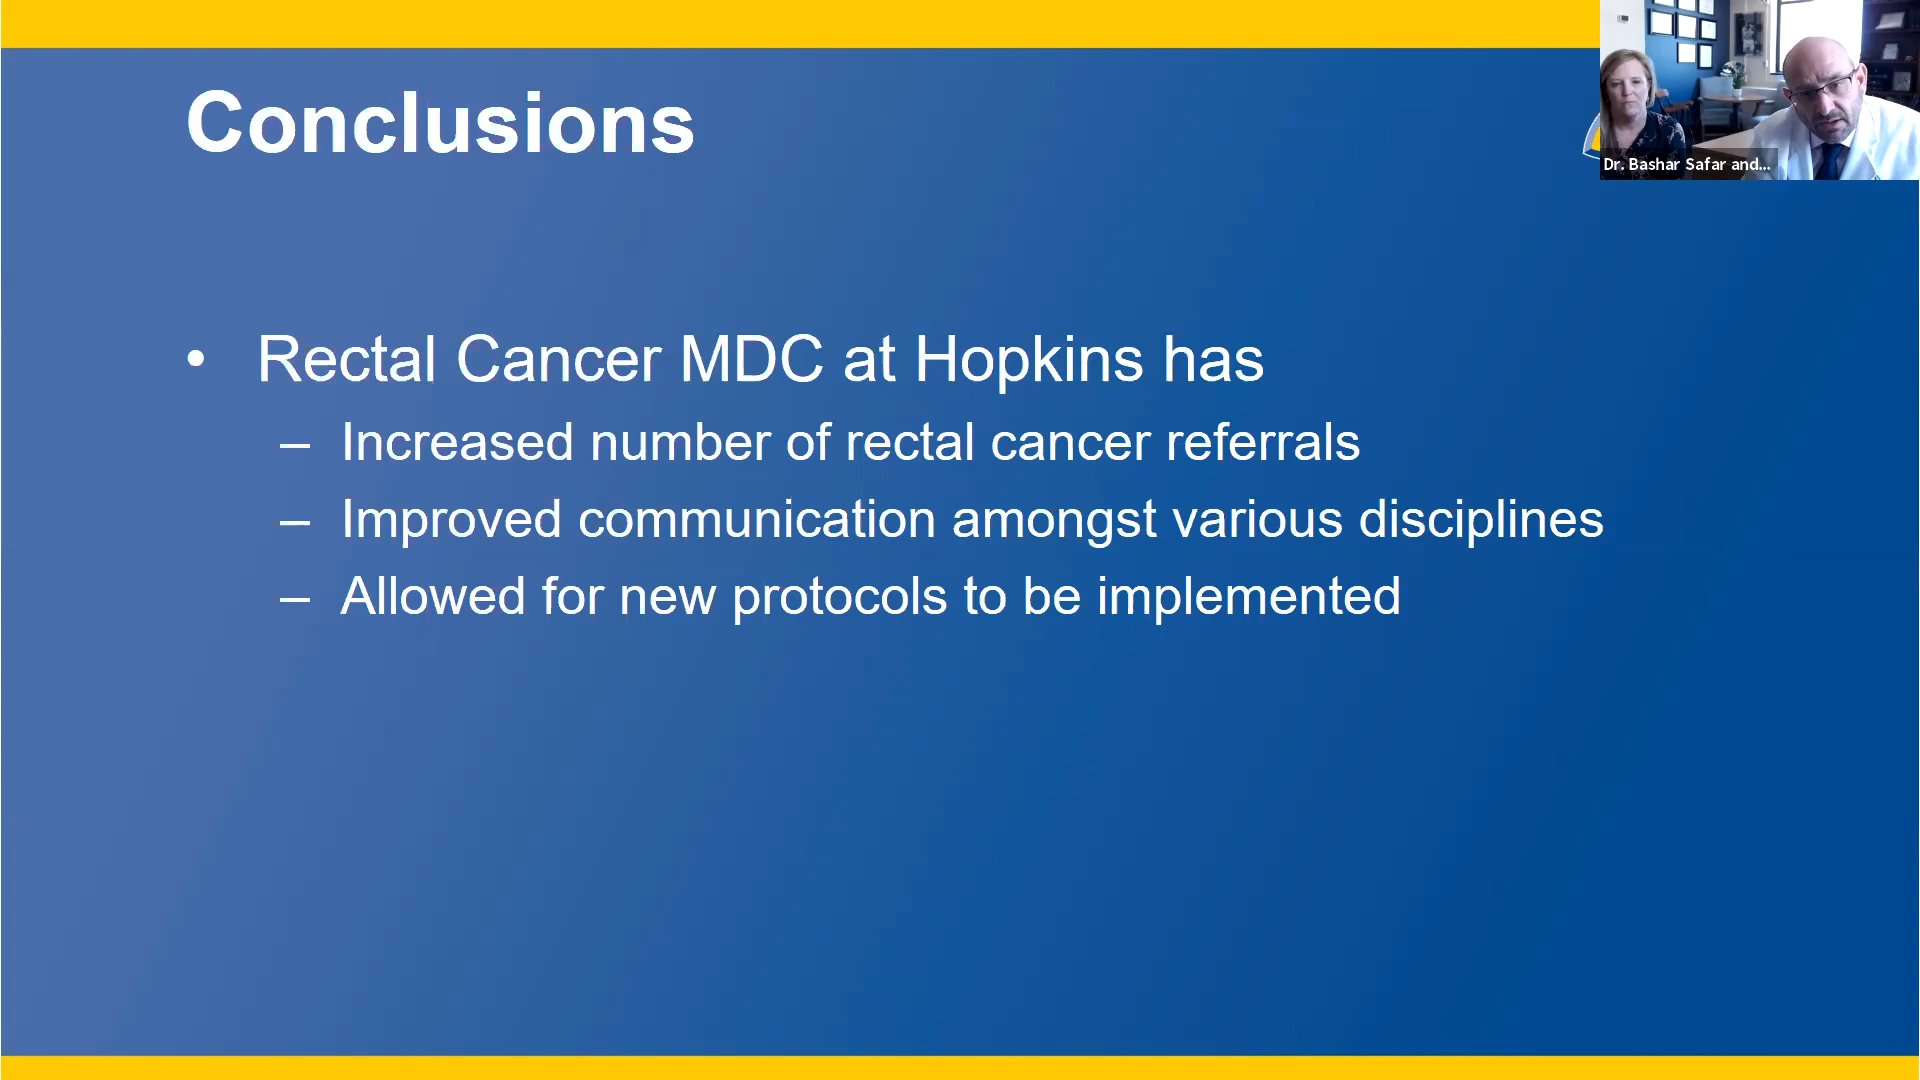 Conclusions
Dr. Bashar Safar and...
• Rectal Cancer MDC at Hopkins has
– Increased number of rectal cancer referrals
– Improved communication amongst various disciplines
– Allowed for new protocols to be implemented